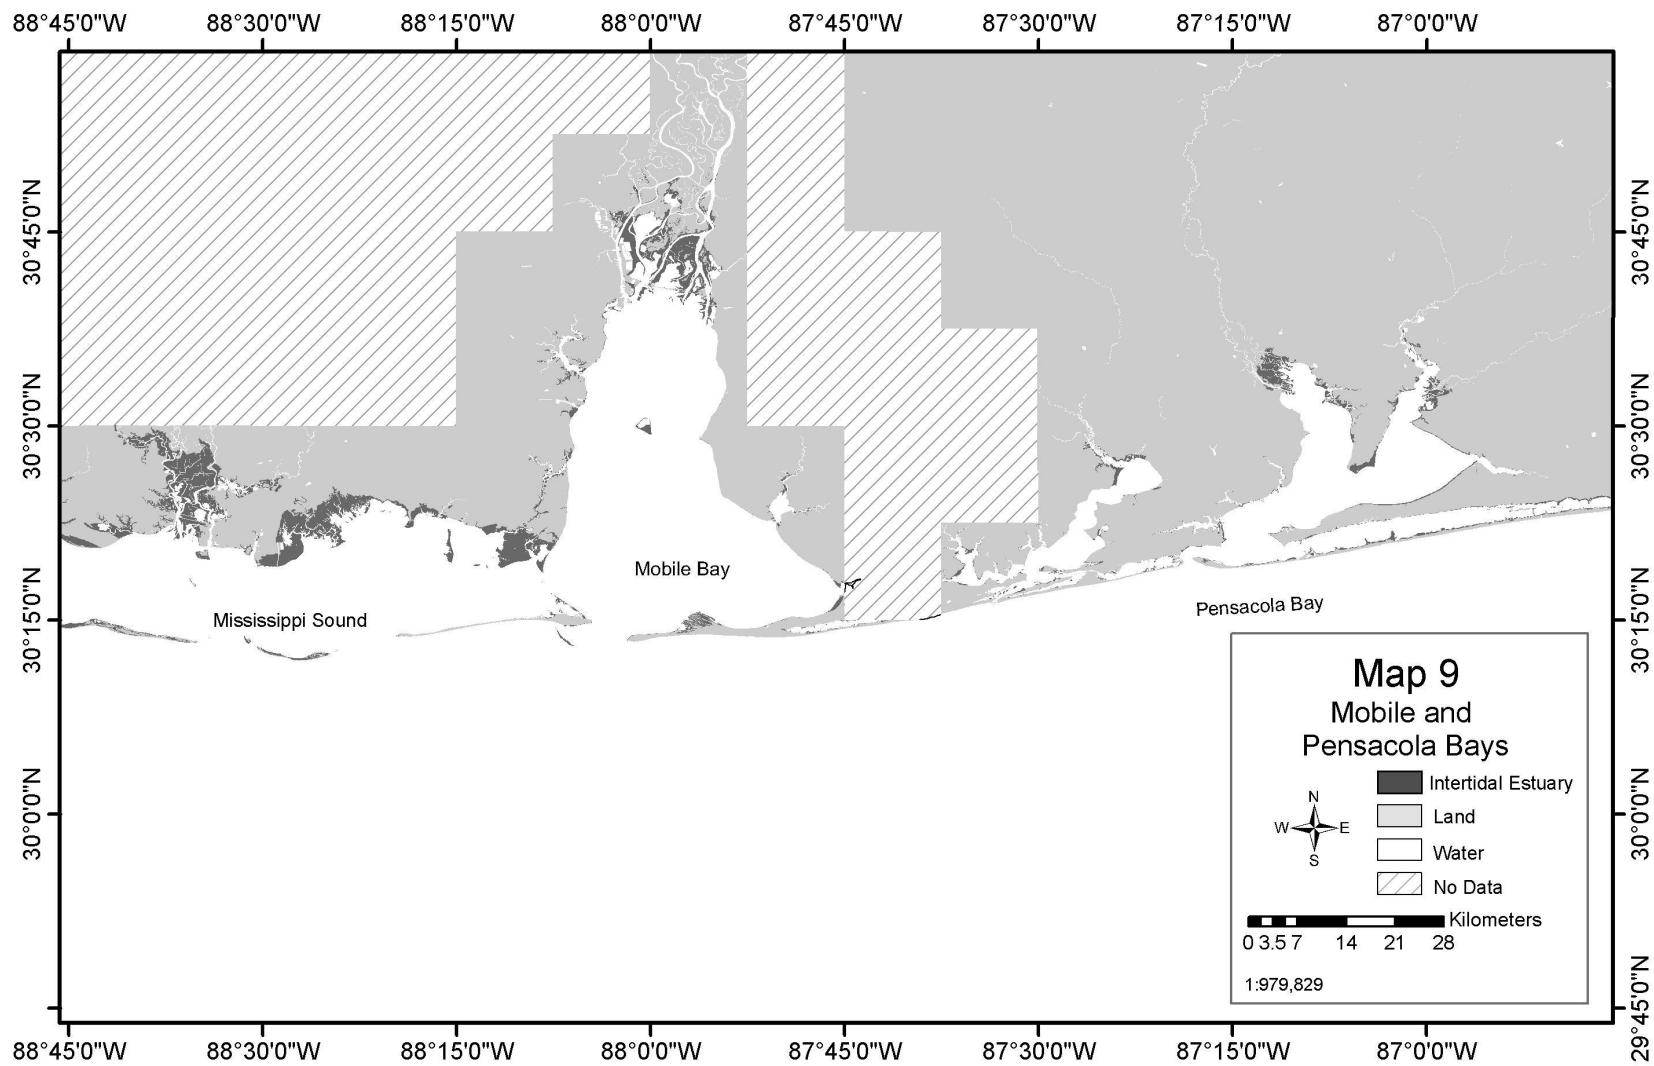 88°45'0"W 88°30'0"W 88°15'0"W 88°0'0"W 87°45'0"W 87°30'0"W 87°15'0"W 87°0'0"W
30°45'0"N 30°45'0"N
30°30'0"N 30°30'0"N
Mobile Bay
Mississippi Sound
Pensacola Bay
30°15'0"N 30°15'0"N
Map 9
Mobile and
Pensacola Bays
Intertidal Estuary
Land
Water
No Data
N
W E
S
30°0'0"N 30°0'0"N
Kilometers
0 3.5 7 14 21 28
1:979,829
29°45'0"N
88°45'0"W 88°30'0"W 88°15'0"W 88°0'0"W 87°45'0"W 87°30'0"W 87°15'0"W 87°0'0"W